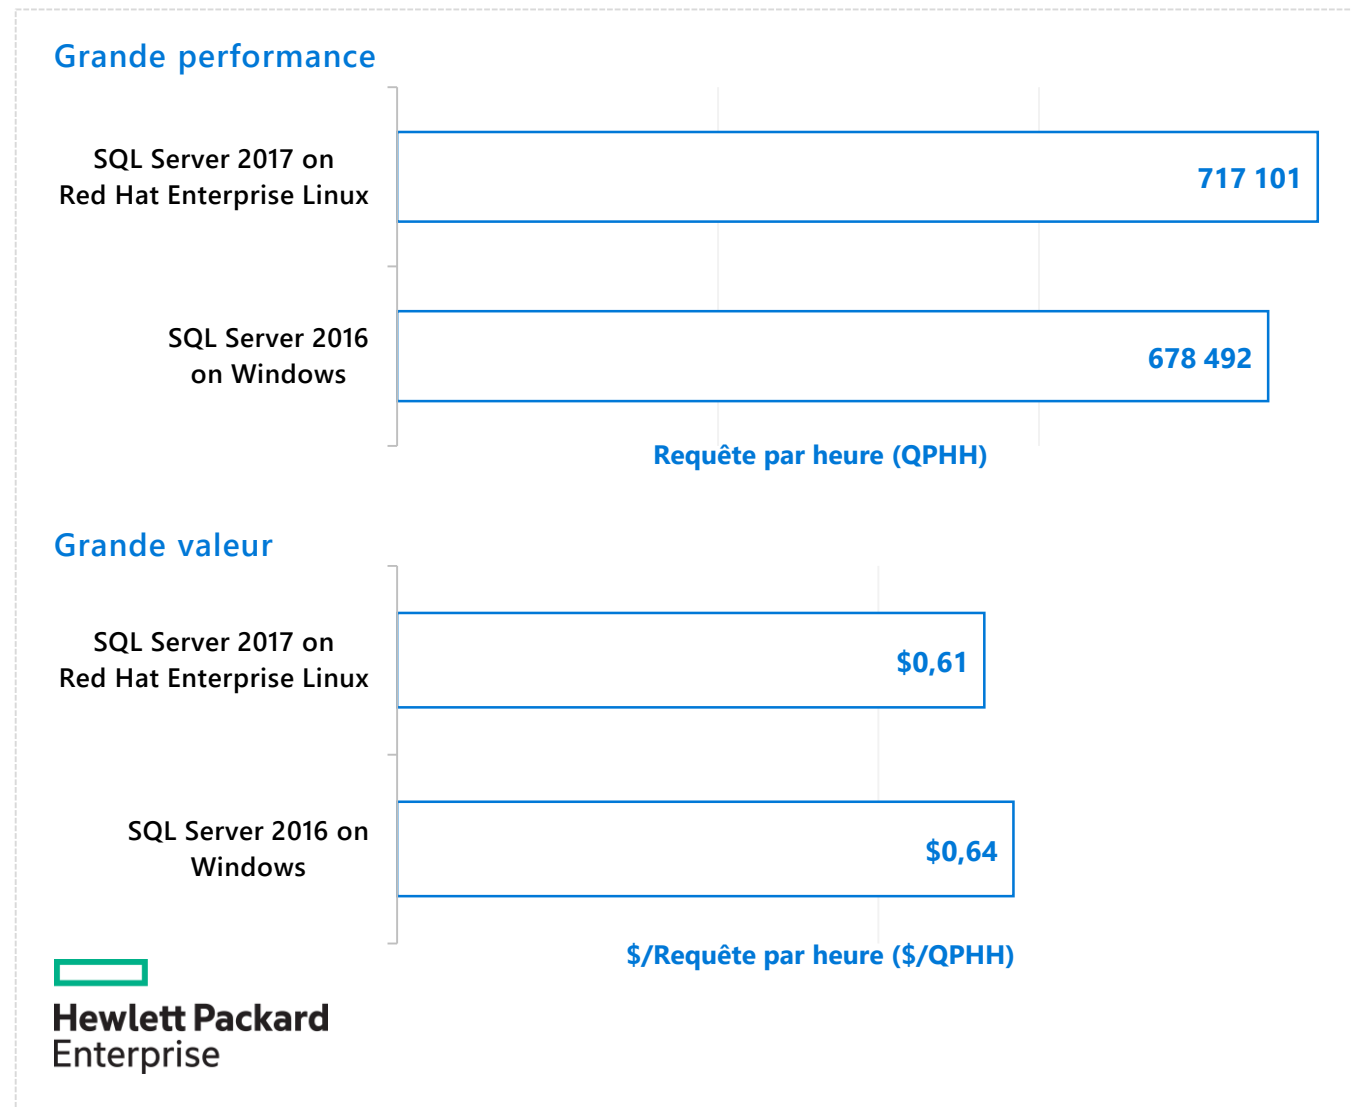 Grande performance
SQL Server 2017 on
Red Hat Enterprise Linux
717 101
SQL Server 2016
on Windows
678 492
Requête par heure (QPHH)
Grande valeur
SQL Server 2017 on
Red Hat Enterprise Linux
$0,61
SQL Server 2016 on
Windows
$0,64
$/Requête par heure ($/QPHH)
Hewlett Packard
Enterprise